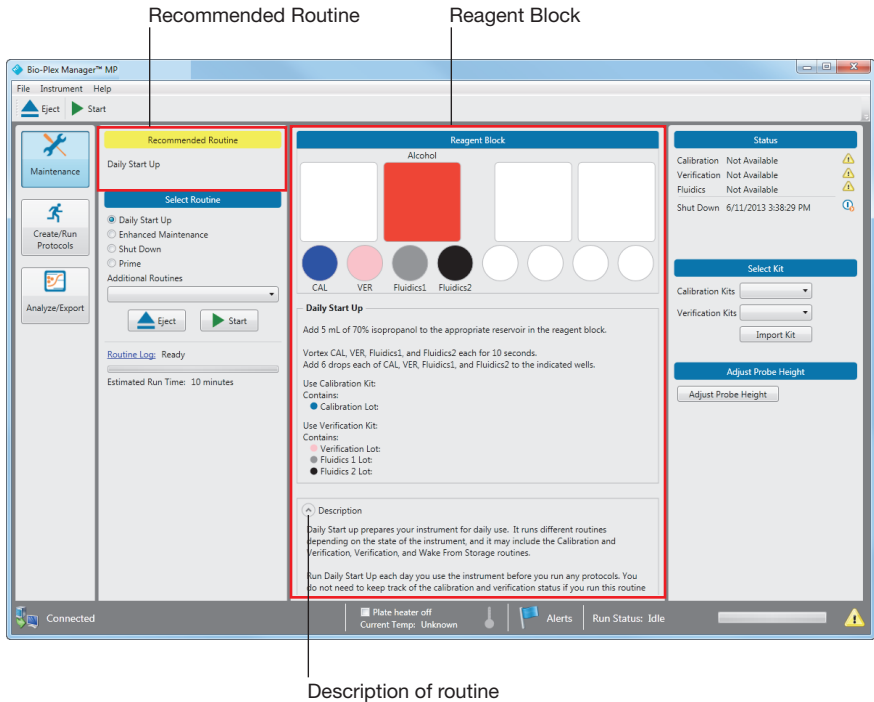 Recommended Routine
Reagent Block
Bio-Plex Manager™ MP
File Instrument Help
Eject Start
Maintenance
Create/Run
Protocols
Analyze/Export
Recommended Routine
Daily Start Up
Select Routine
Daily Start Up
Enhanced Maintenance
Shut Down
Prime
Additional Routines
Eject Start
Routine Log: Ready
Estimated Run Time: 10 minutes
Reagent Block
Alcohol
CAL VER Fluidics1 Fluidics2
Daily Start Up
Add 5 mL of 70% isopropanol to the appropriate reservoir in the reagent block.
Vortex CAL, VER, Fluidics1, and Fluidics2 each for 10 seconds.
Add 6 drops each of CAL, VER, Fluidics1, and Fluidics2 to the indicated wells.
Use Calibration Kit:
Contains:
Calibration Lot:
Use Verification Kit:
Contains:
Verification Lot:
Fluidics 1 Lot:
Fluidics 2 Lot:
Description
Daily Start up prepares your instrument for daily use. It runs different routines
depending on the state of the instrument, and it may include the Calibration and
Verification, Verification, and Wake From Storage routines.
Run Daily Start Up each day you use the instrument before you run any protocols. You
do not need to keep track of the calibration and verification status if you run this routine
Status
Calibration Not Available
Verification Not Available
Fluidics Not Available
Shut Down 6/11/2013 3:38:29 PM
Select Kit
Calibration Kits
Verification Kits
Import Kit
Adjust Probe Height
Adjust Probe Height
Connected
Plate heater off
Current Temp: Unknown
Alerts
Run Status: Idle
Description of routine